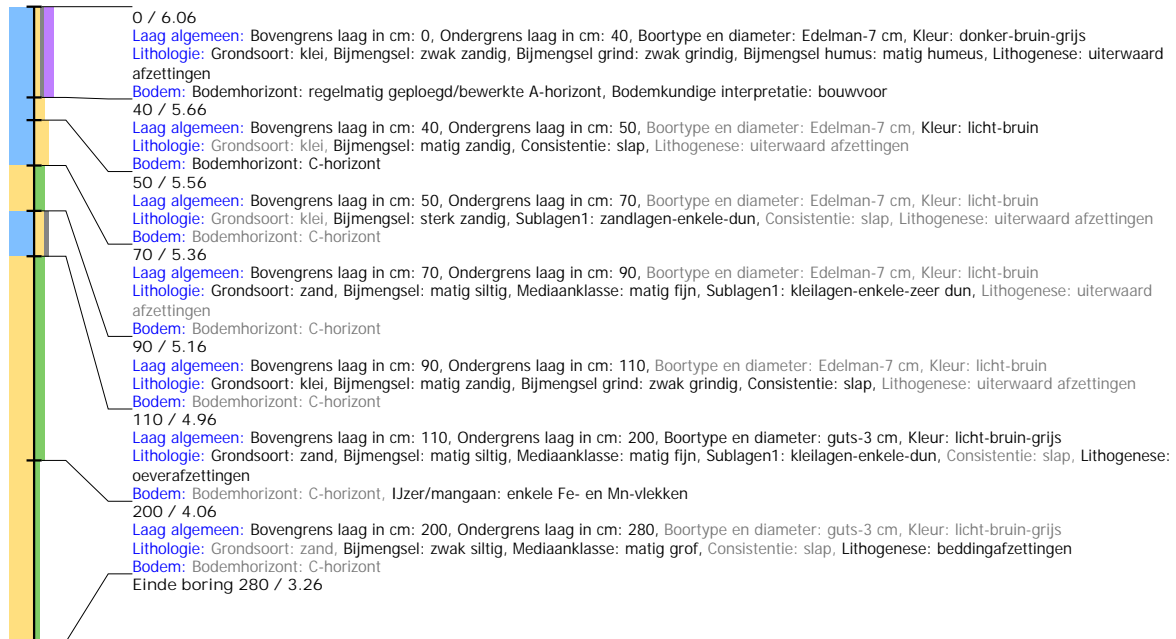 0 / 6.06
Laag algemeen: Bovengrens laag in cm: 0, Ondergrens laag in cm: 40, Boortype en diameter: Edelman-7 cm, Kleur: donker-bruin-grijs
Lithologie: Grondsoort: klei, Bijmengsel: zwak zandig, Bijmengsel grind: zwak grindig, Bijmengsel humus: matig humeus, Lithogenese: uiterwaard
afzettingen
Bodem: Bodemhorizont: regelmatig geploegd/bewerkte A-horizont, Bodemkundige interpretatie: bouwvoor
40 / 5.66
Laag algemeen: Bovengrens laag in cm: 40, Ondergrens laag in cm: 50, Boortype en diameter: Edelman-7 cm, Kleur: licht-bruin
Lithologie: Grondsoort: klei, Bijmengsel: matig zandig, Consistentie: slap, Lithogenese: uiterwaard afzettingen
Bodem: Bodemhorizont: C-horizont
50 / 5.56
Laag algemeen: Bovengrens laag in cm: 50, Ondergrens laag in cm: 70, Boortype en diameter: Edelman-7 cm, Kleur: licht-bruin
Lithologie: Grondsoort: klei, Bijmengsel: sterk zandig, Sublagen1: zandlagen-enkele-dun, Consistentie: slap, Lithogenese: uiterwaard afzettingen
Bodem: Bodemhorizont: C-horizont
70 / 5.36
Laag algemeen: Bovengrens laag in cm: 70, Ondergrens laag in cm: 90, Boortype en diameter: Edelman-7 cm, Kleur: licht-bruin
Lithologie: Grondsoort: zand, Bijmengsel: matig siltig, Mediaanklasse: matig fijn, Sublagen1: kleilagen-enkele-zeer dun, Lithogenese: uiterwaard
afzettingen
Bodem: Bodemhorizont: C-horizont
90 / 5.16
Laag algemeen: Bovengrens laag in cm: 90, Ondergrens laag in cm: 110, Boortype en diameter: Edelman-7 cm, Kleur: licht-bruin
Lithologie: Grondsoort: klei, Bijmengsel: matig zandig, Bijmengsel grind: zwak grindig, Consistentie: slap, Lithogenese: uiterwaard afzettingen
Bodem: Bodemhorizont: C-horizont
110 / 4.96
Laag algemeen: Bovengrens laag in cm: 110, Ondergrens laag in cm: 200, Boortype en diameter: guts-3 cm, Kleur: licht-bruin-grijs
Lithologie: Grondsoort: zand, Bijmengsel: matig siltig, Mediaanklasse: matig fijn, Sublagen1: kleilagen-enkele-dun, Consistentie: slap, Lithogenese:
oeverafzettingen
Bodem: Bodemhorizont: C-horizont, IJzer/mangaan: enkele Fe- en Mn-vlekken
200 / 4.06
Laag algemeen: Bovengrens laag in cm: 200, Ondergrens laag in cm: 280, Boortype en diameter: guts-3 cm, Kleur: licht-bruin-grijs
Lithologie: Grondsoort: zand, Bijmengsel: zwak siltig, Mediaanklasse: matig grof, Consistentie: slap, Lithogenese: beddingafzettingen
Bodem: Bodemhorizont: C-horizont
Einde boring 280 / 3.26